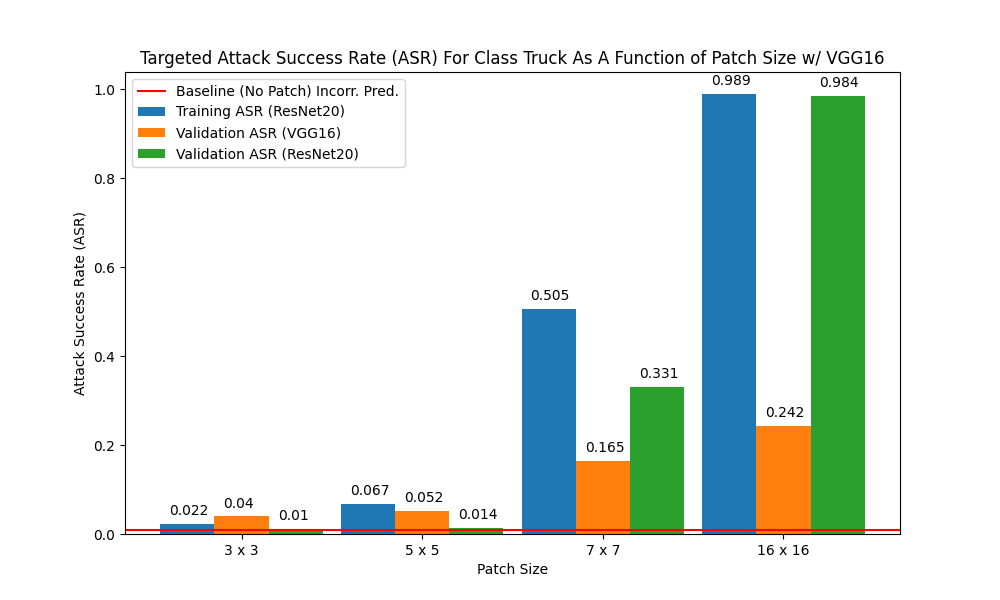 Targeted Attack Success Rate (ASR) For Class Truck As A Function of Patch Size w/ VGG16
Baseline (No Patch) Incorr. Pred.
Training ASR (ResNet20)
Validation ASR (VGG16)
Validation ASR (ResNet20)
Attack Success Rate (ASR)
1.0
0.8
0.6
0.4
0.2
0.0
0.022
0.04
0.01
0.067
0.052
0.014
0.505
0.165
0.331
0.989
0.242
0.984
3 x 3
5 x 5
7 x 7
16 x 16
Patch Size